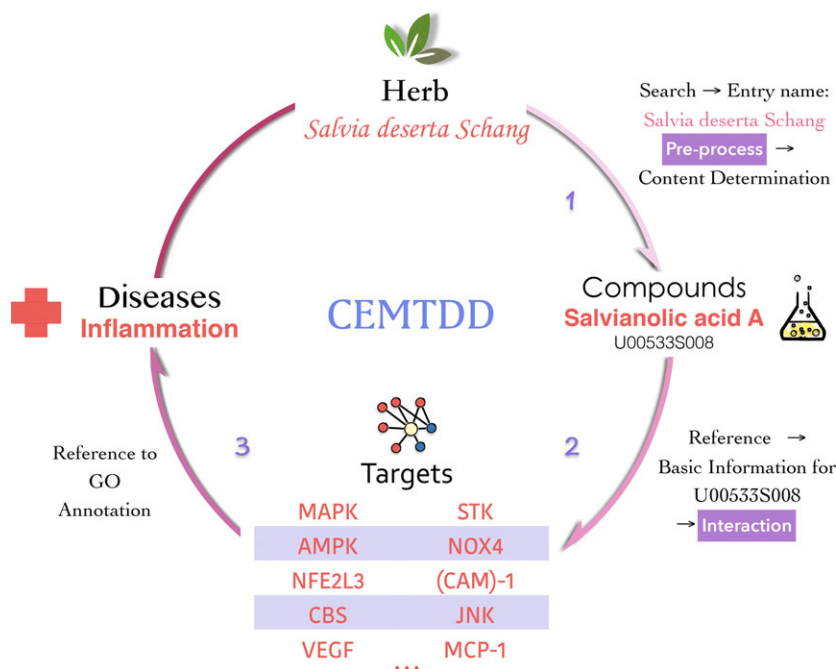 Herb
Salvia deserta Schang
Search → Entry name:
Salvia deserta Schang
Pre-process →
Content Determination
1
Diseases
Inflammation
CEMTDD
Compounds
Salvianolic acid A
U00533S008
Reference to
GO
Annotation
3
2
Reference →
Basic Information for
U00533S008
→ Interaction
Targets
MAPK STK
AMPK NOX4
NFE2L3 (CAM)-1
CBS JNK
VEGF MCP-1
...